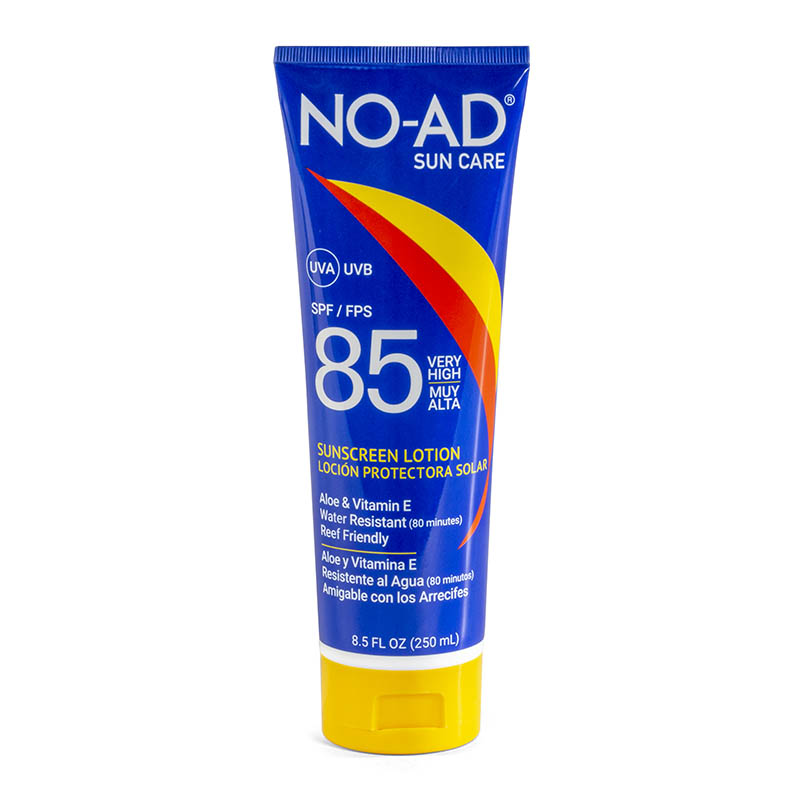 NO-AD®
SUN CARE
UVA UVB
SPF / FPS
85
VERY
HIGH
MUY
ALTA
SUNSCREEN LOTION
LOCIÓN PROTECTORA SOLAR
Aloe & Vitamin E
Water Resistant (80 minutes)
Reef Friendly
Aloe y Vitamina E
Resistente al Agua (80 minutos)
Amigable con los Arrecifes
8.5 FL OZ (250 mL)